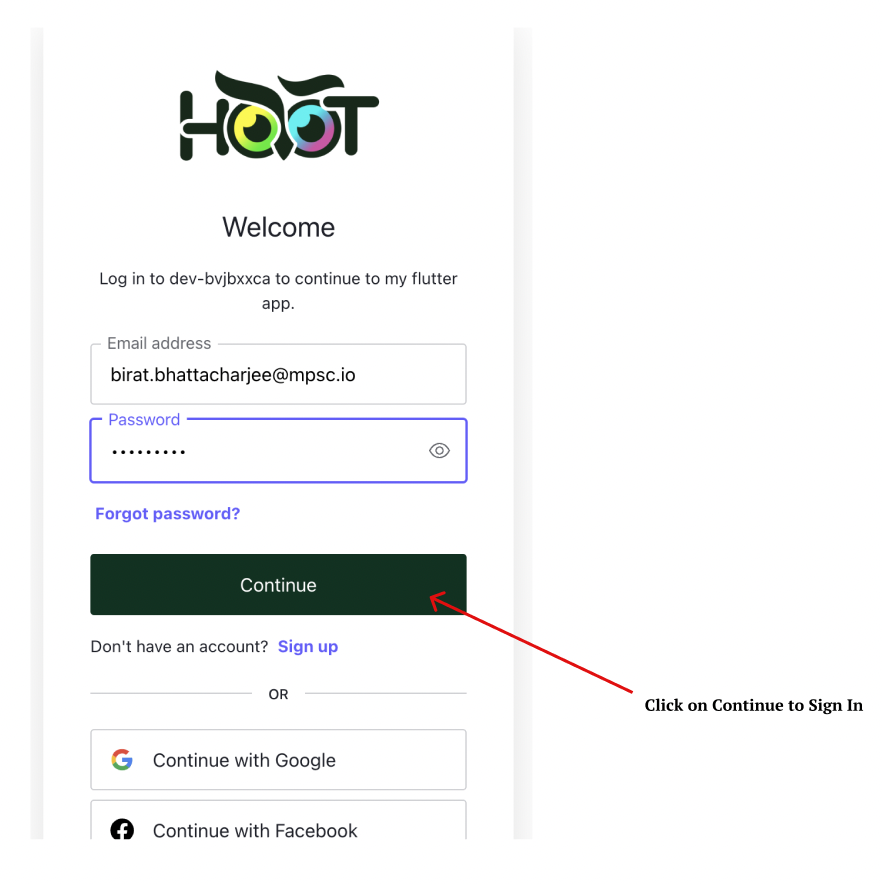 HOOT
Welcome
Log in to dev-bvjbxxca to continue to my flutter
app.
Email address
birat.bhattacharjee@mpsc.io
Password
•••••••••
Forgot password?
Continue
Don't have an account? Sign up
OR
Click on Continue to Sign In
Continue with Google
Continue with Facebook